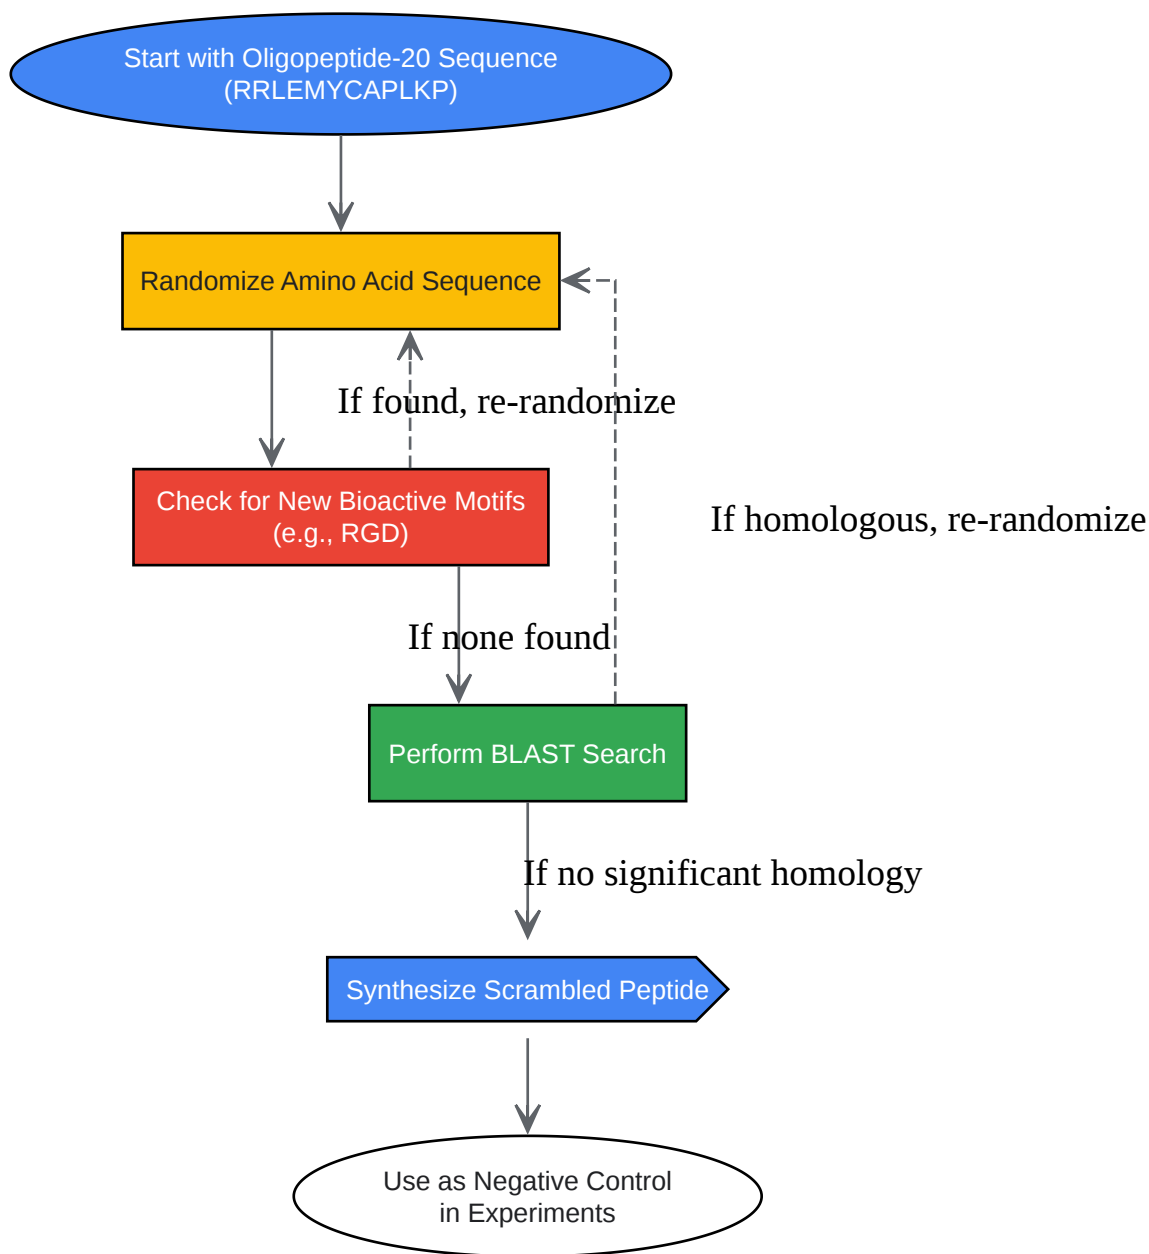 Start with Oligopeptide-20 Sequence
(RRLEMYCAPLKP)
Randomize Amino Acid Sequence
If found, re-randomize
Check for New Bioactive Motifs
(e.g., RGD)
If homologous, re-randomize
If none found
Perform BLAST Search
If no significant homology
Synthesize Scrambled Peptide
Use as Negative Control
in Experiments